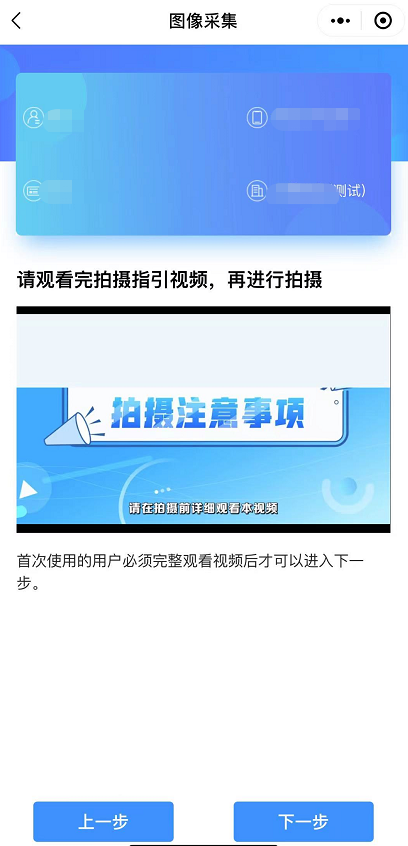 图像采集
测试）
请观看完拍摄指引视频，再进行拍摄
拍摄注意事项
请在拍摄前详细观看本视频
首次使用的用户必须完整观看视频后才可以进入下一
步。
上一步
下一步